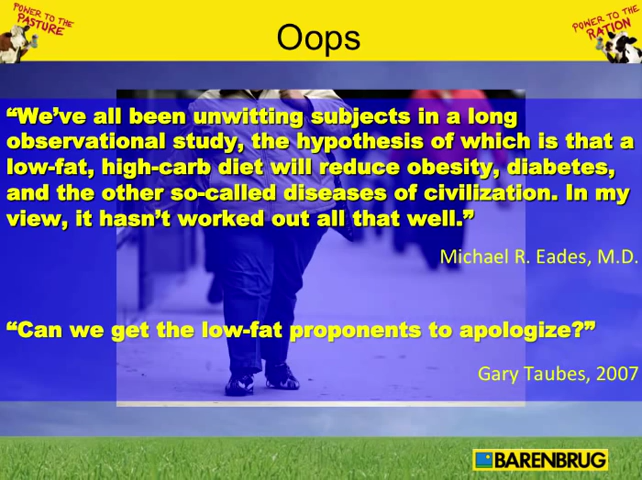 POWER TO THE
PASTURE
Oops
POWER TO THE
RATION
“We’ve all been unwitting subjects in a long
observational study, the hypothesis of which is that a
low-fat, high-carb diet will reduce obesity, diabetes,
and the other so-called diseases of civilization. In my
view, it hasn’t worked out all that well.”
Michael R. Eades, M.D.
“Can we get the low-fat proponents to apologize?”
Gary Taubes, 2007
BARENBRUG